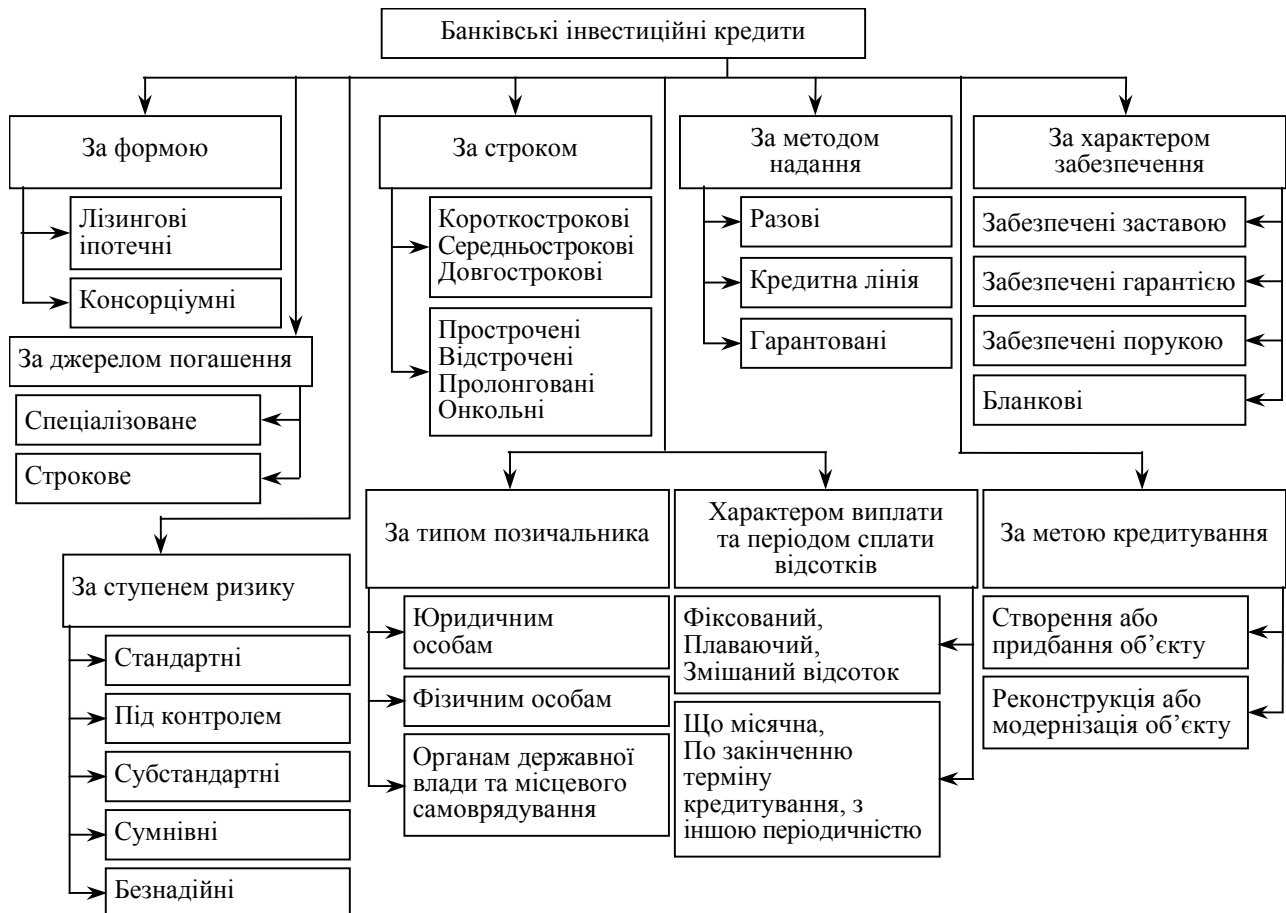 Банківські інвестиційні кредити
За формою
Лізингові
іпотечні
Консорціумні
За джерелом погашення
Спеціалізоване
Строкове
За ступенем ризику
Стандартні
Під контролем
Субстандартні
Сумнівні
Безнадійні
За строком
Короткострокові
Середньострокові
Довгострокові
Прострочені
Відстрочені
Пролонговані
Онкольні
За методом
надання
Разові
Кредитна лінія
Гарантовані
За характером
забезпечення
Забезпечені заставою
Забезпечені гарантією
Забезпечені порукою
Бланкові
За типом позичальника
Юридичним
особам
Фізичним особам
Органам державної
влади та місцевого
самоврядування
Характером виплати
та періодом сплати
відсотків
Фіксований,
Плаваючий,
Змішаний відсоток
Що місячна,
По закінченню
терміну
кредитування, з
іншою періодичністю
За метою кредитування
Створення або
придбання об’єкту
Реконструкція або
модернізація об’єкту